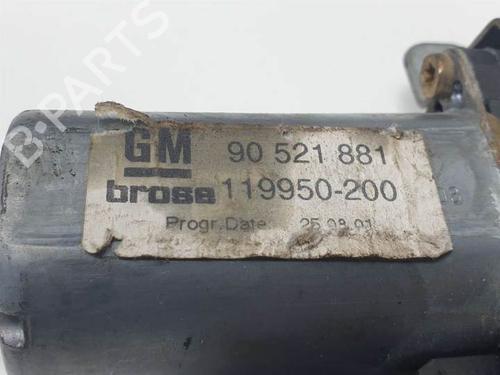 B-PARTS
GM 90 521 881
brose 119950-200
Progr.Date 25.08.01